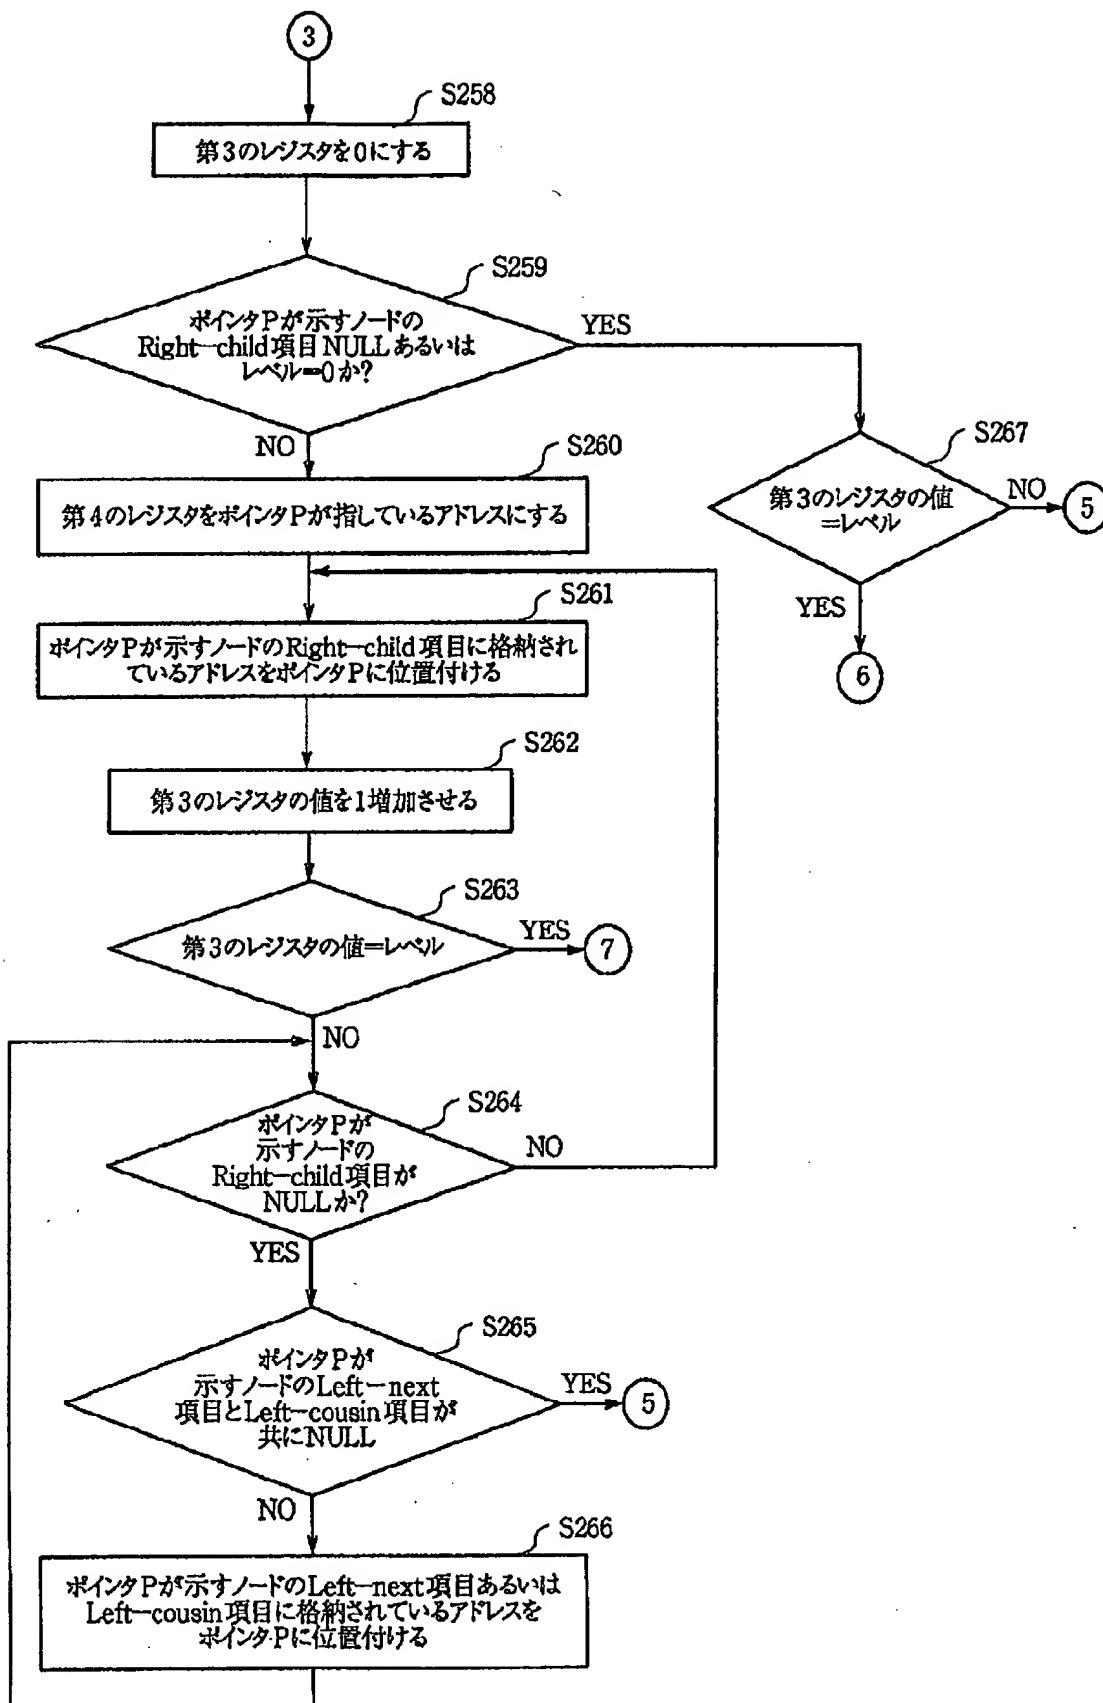 3
S258
第3のレジスタを0にする
S259
ポインタPが示すノードの
Right-child項目NULLあるいは
レベル=0か?
YES
NO
S267
第3のレジスタの値
=レベル
NO
5
YES
6
S260
第4のレジスタをポインタPが指しているアドレスにする
S261
ポインタPが示すノードのRight-child項目に格納され
ているアドレスをポインタPに位置付ける
S262
第3のレジスタの値を1増加させる
S263
第3のレジスタの値=レベル
YES
7
NO
S264
ポインタPが
示すノードの
Right-child項目が
NULLか?
NO
YES
S265
ポインタPが
示すノードのLeft-next
項目とLeft-cousin項目が
共にNULL
YES
5
NO
S266
ポインタPが示すノードのLeft-next項目あるいは
Left-cousin項目に格納されているアドレスを
ポインタPに位置付ける